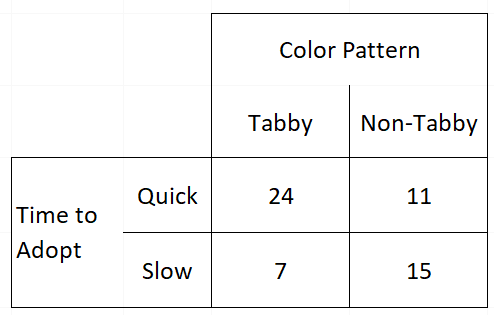 Color Pattern
Tabby Non-Tabby
Quick 24 11
Time to
Adopt
Slow 7 15